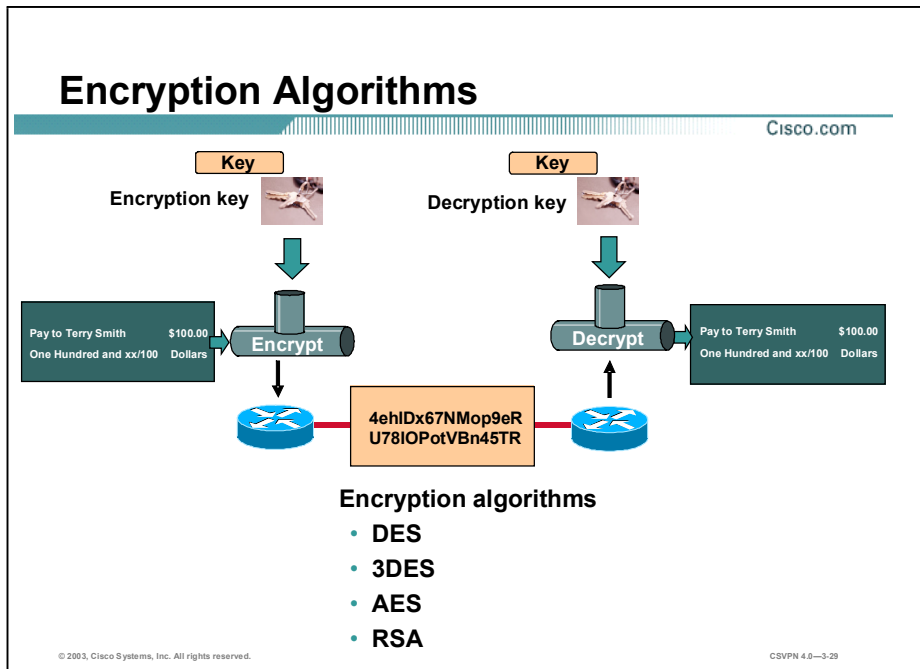 Encryption Algorithms
Cisco.com
Key
Key
Encryption key
Decryption key
Pay to Terry Smith $100.00
One Hundred and xx/100 Dollars
Encrypt
Decrypt
Pay to Terry Smith $100.00
One Hundred and xx/100 Dollars
4ehIDx67NMop9eR
U78IOPotVBn45TR
Encryption algorithms
• DES
• 3DES
• AES
• RSA
© 2003, Cisco Systems, Inc. All rights reserved.
CSVPN 4.0—3-29